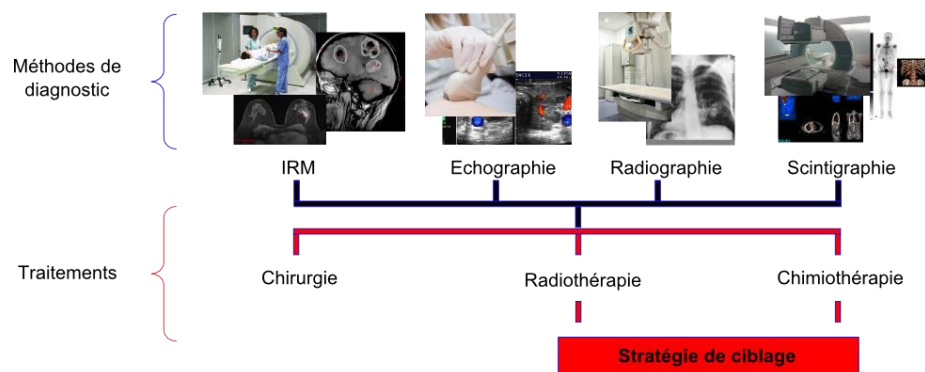 Méthodes de
diagnostic
IRM
Echographie
Radiographie
Scintigraphie
Traitements
Chirurgie
Radiothérapie
Chimiothérapie
Stratégie de ciblage